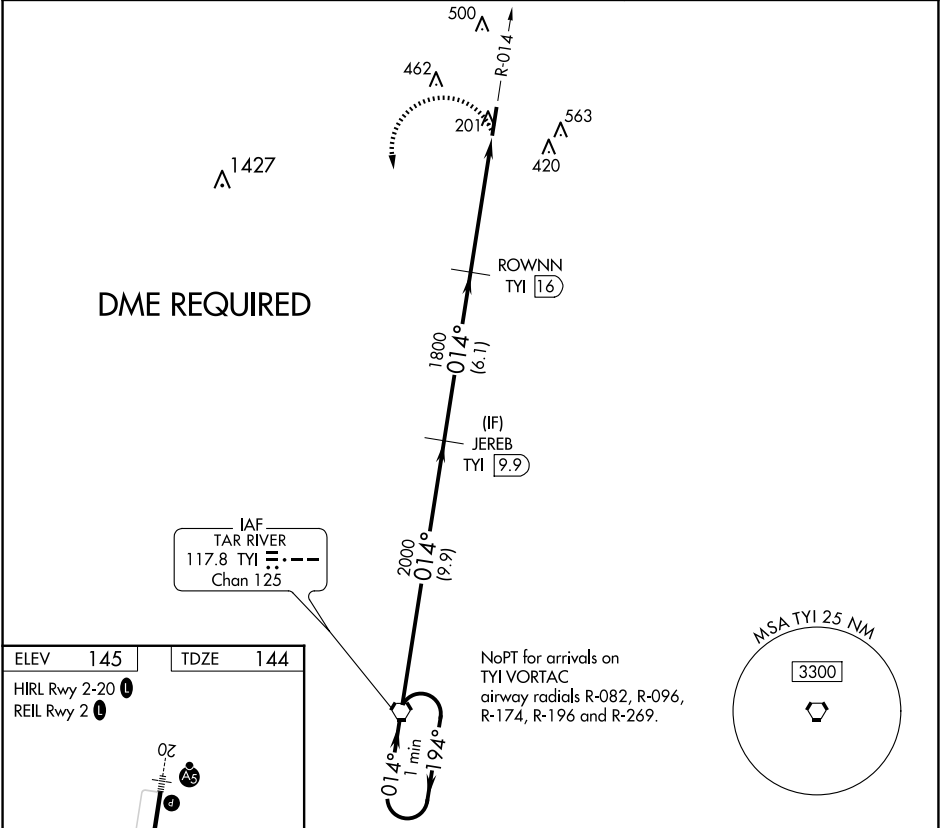 500
R-014
462
201
563
420
1427
ROWNN
TYI 16
DME REQUIRED
1800
014°
(6.1)
(IF)
JEREB
TYI 9.9
IAF
TAR RIVER
117.8 TYI
Chan 125
2000
014°
(9.9)
MSA TYI 25 NM
3300
NoPT for arrivals on
TYI VORTAC
airway radials R-082, R-096,
R-174, R-196 and R-269.
014°
1 min
194°
ELEV 145
TDZE 144
HIRL Rwy 2-20 L
REIL Rwy 2 L
20
A5
P